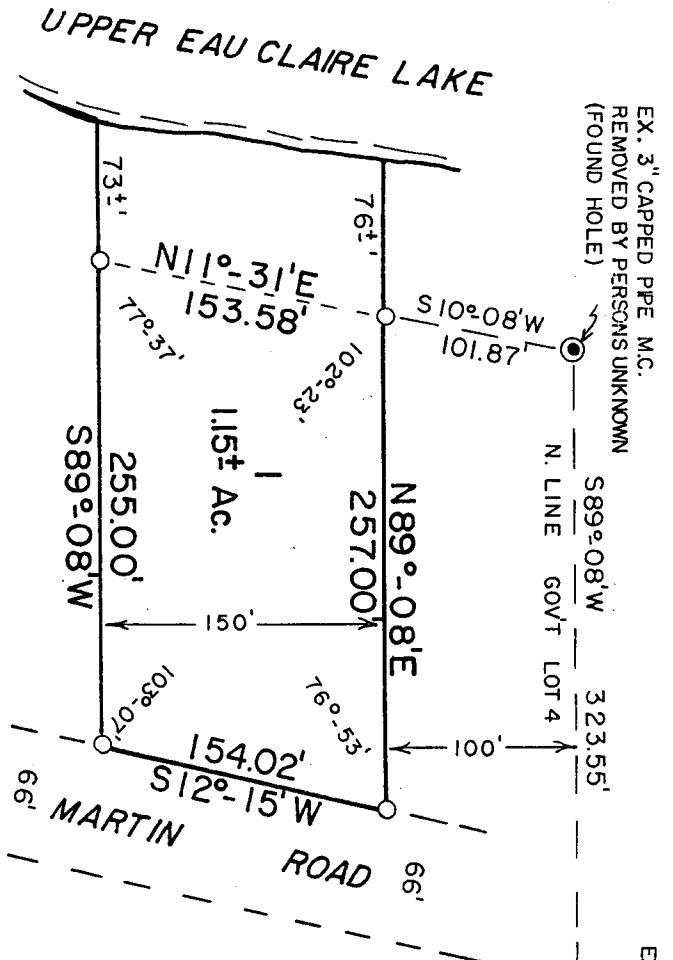 UPPER EAU CLAIRE LAKE
EX. 3" CAPPED PIPE M.C.
REMOVED BY PERSONS UNKNOWN
(FOUND HOLE)
73±'
76±'
N11°-31'E
153.58'
S10°-08'W
101.87'
77°-37'
102°-23'
1
1.15± Ac.
255.00'
S89°-08'W
N89°-08'E
257.00'
S89°-08'W 323.55'
N. LINE GOV'T LOT 4
150'
100'
103°-07'
76°-53'
154.02'
S12°-15'W
66'
MARTIN ROAD
66'
E